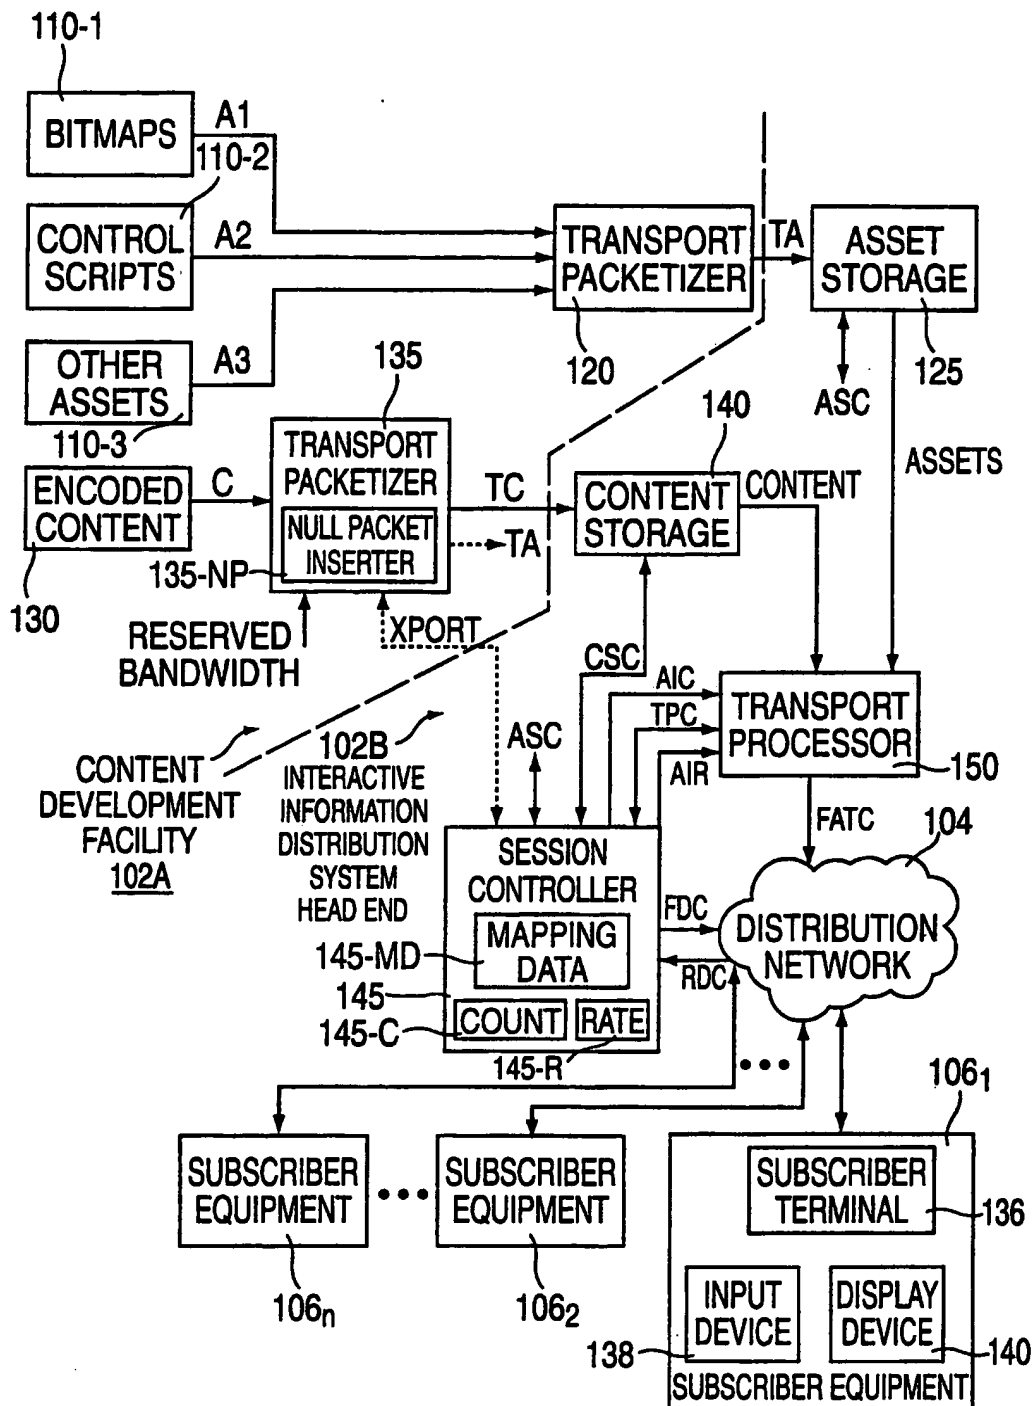 110-1
BITMAPS
A1
110-2
CONTROL
SCRIPTS
A2
TRANSPORT
PACKETIZER
120
TA
ASSET
STORAGE
125
ASC
OTHER
ASSETS
A3
110-3
135
TRANSPORT
PACKETIZER
NULL PACKET
INSERTER
135-NP
ENCODED
CONTENT
C
130
TC
TA
140
CONTENT
STORAGE
CONTENT
ASSETS
RESERVED
BANDWIDTH
XPORT
CSC
AIC
TPC
AIR
TRANSPORT
PROCESSOR
150
CONTENT
DEVELOPMENT
FACILITY
102A
102B
INTERACTIVE
INFORMATION
DISTRIBUTION
SYSTEM
HEAD END
ASC
FATC
104
SESSION
CONTROLLER
MAPPING
DATA
145-MD
145
145-C
COUNT
RATE
145-R
FDC
RDC
DISTRIBUTION
NETWORK
SUBSCRIBER
EQUIPMENT
106n
SUBSCRIBER
EQUIPMENT
1062
1061
SUBSCRIBER
TERMINAL
136
INPUT
DEVICE
138
DISPLAY
DEVICE
140
SUBSCRIBER EQUIPMENT